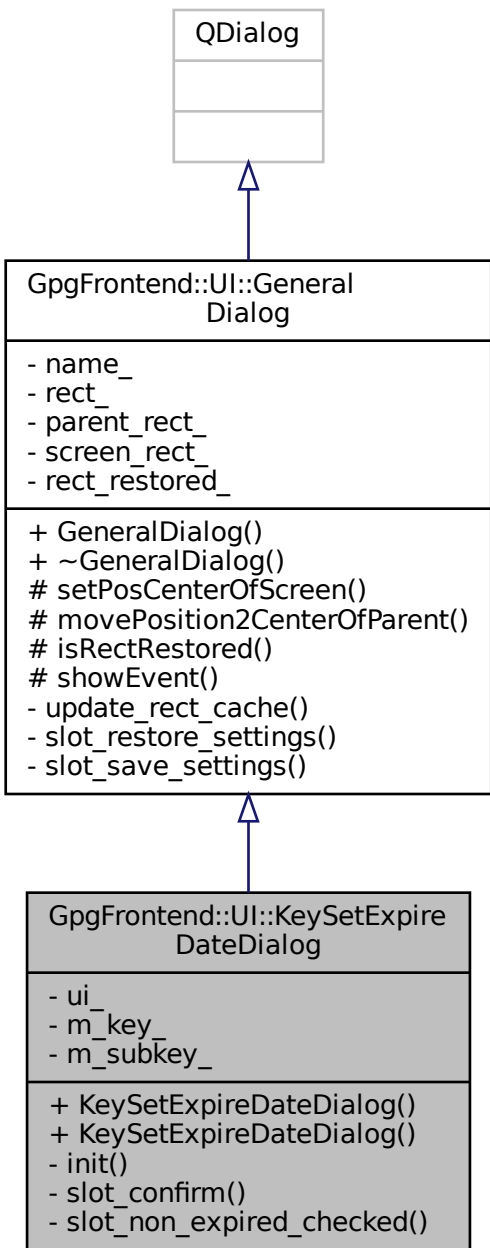 QDialog
GpgFrontend::UI::General
Dialog
- name_
- rect_
- parent_rect_
- screen_rect_
- rect_restored_
+ GeneralDialog()
+ ~GeneralDialog()
# setPosCenterOfScreen()
# movePosition2CenterOfParent()
# isRectRestored()
# showEvent()
- update_rect_cache()
- slot_restore_settings()
- slot_save_settings()
GpgFrontend::UI::KeySetExpire
DateDialog
- ui_
- m_key_
- m_subkey_
+ KeySetExpireDateDialog()
+ KeySetExpireDateDialog()
- init()
- slot_confirm()
- slot_non_expired_checked()